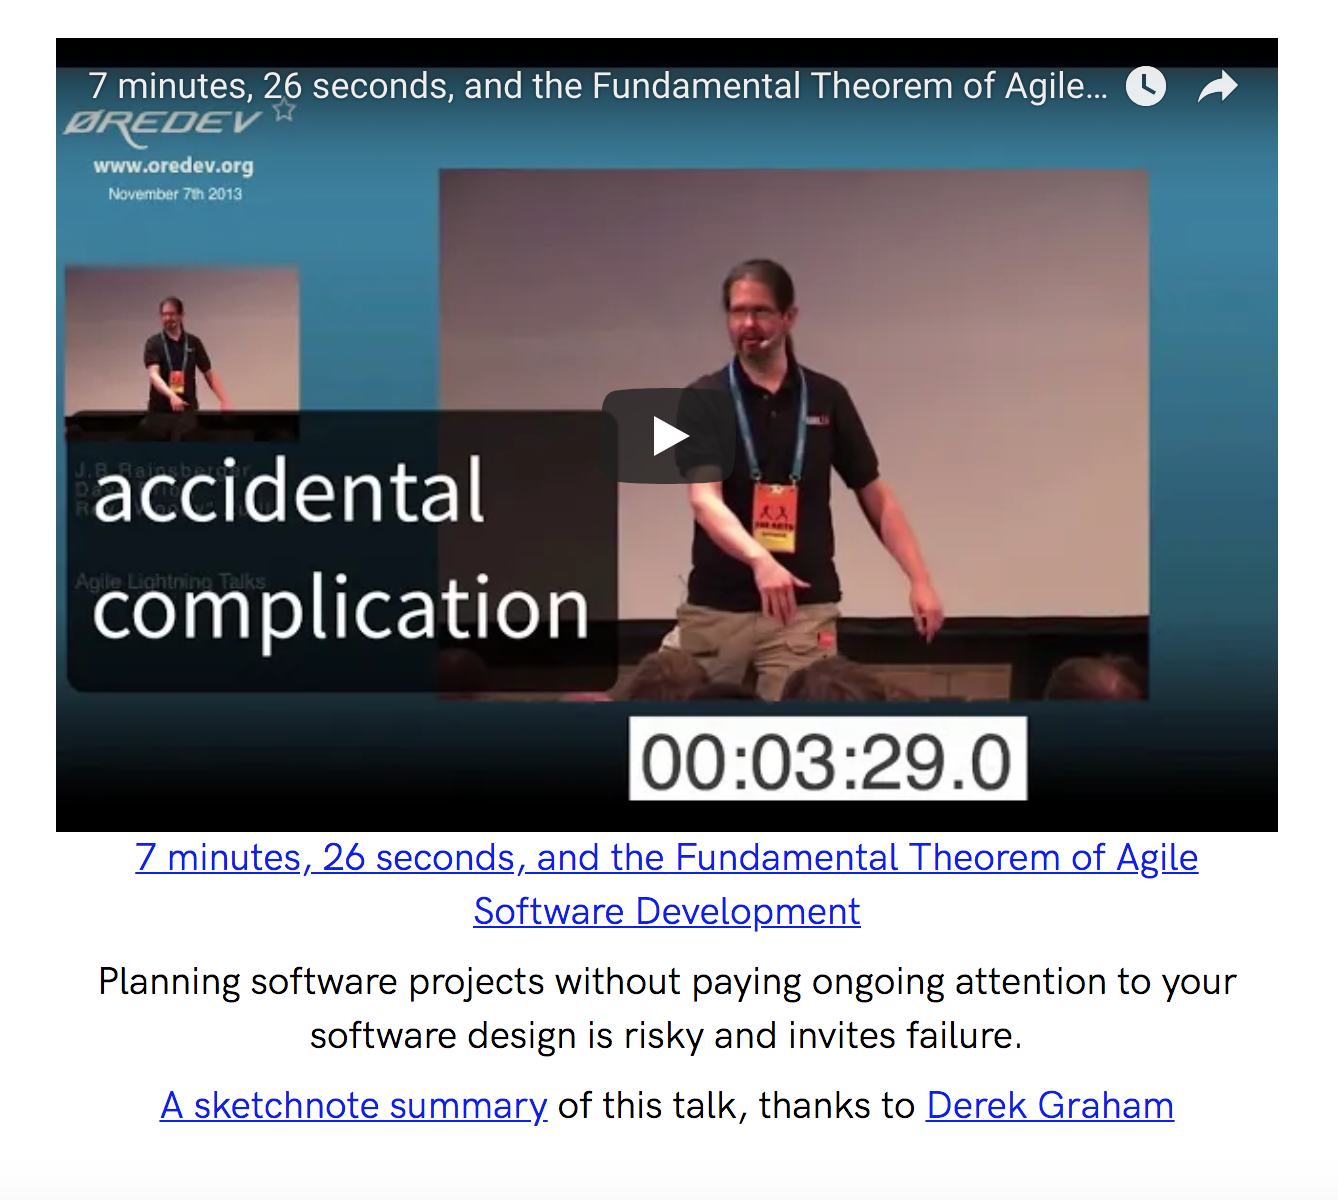 7 minutes, 26 seconds, and the Fundamental Theorem of Agile...
ØREDEV
www.oredev.org
November 7th 2013
J.B. Rainsberger
accidental
Agile Lightning Talks
complication
00:03:29.0
7 minutes, 26 seconds, and the Fundamental Theorem of Agile
Software Development
Planning software projects without paying ongoing attention to your
software design is risky and invites failure.
A sketchnote summary of this talk, thanks to Derek Graham